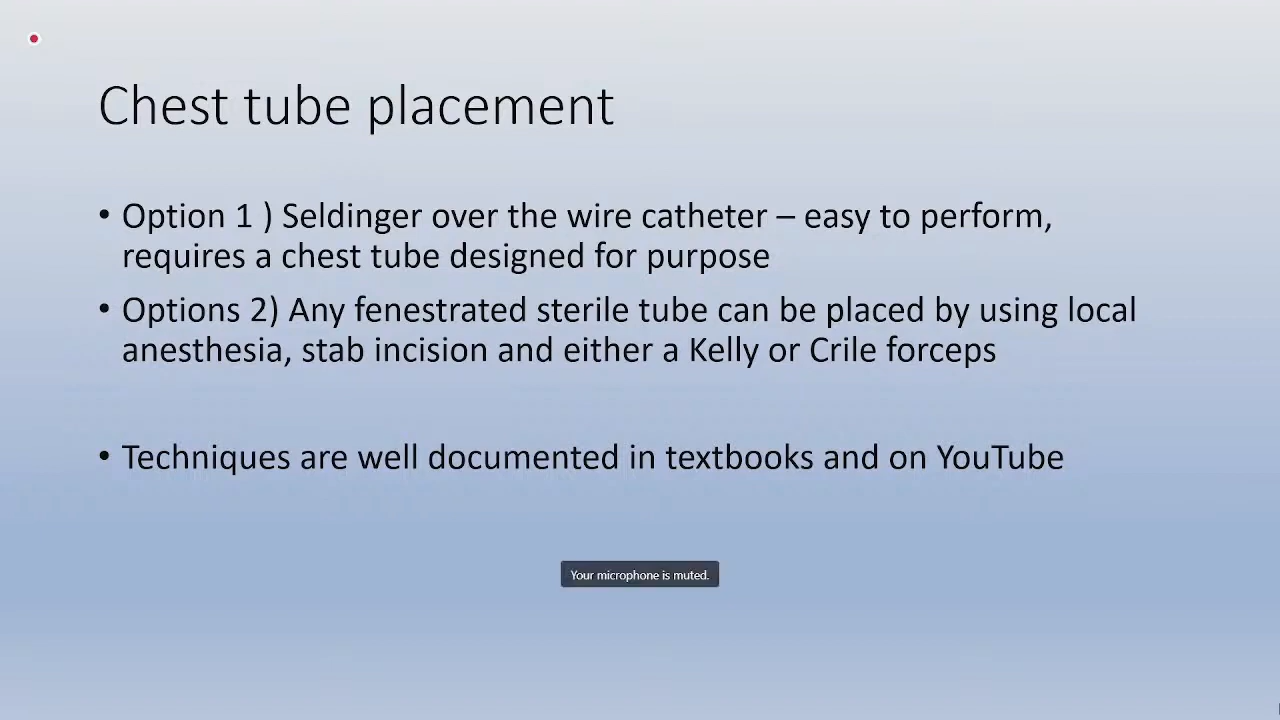 Chest tube placement
• Option 1 ) Seldinger over the wire catheter – easy to perform,
requires a chest tube designed for purpose
• Options 2) Any fenestrated sterile tube can be placed by using local
anesthesia, stab incision and either a Kelly or Crile forceps
• Techniques are well documented in textbooks and on YouTube
Your microphone is muted.